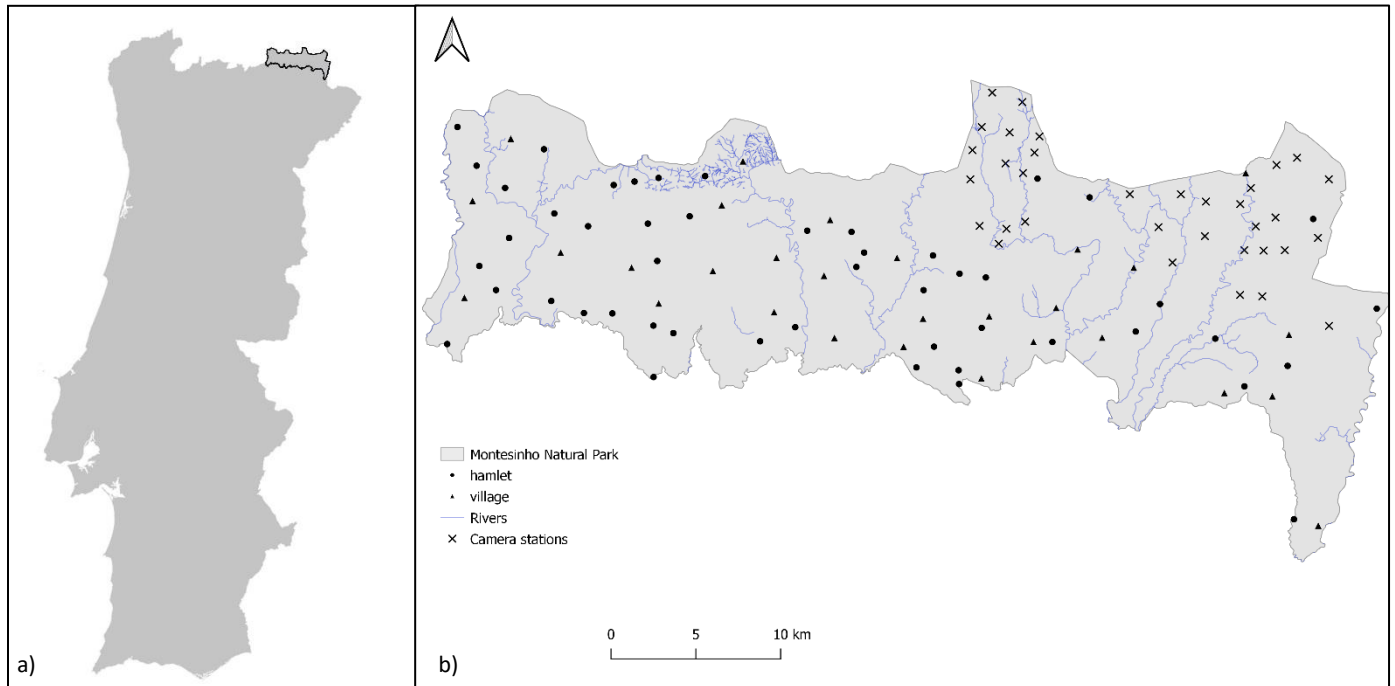 a)
Montesinho Natural Park
hamlet
village
Rivers
Camera stations
0 5 10 km
b)